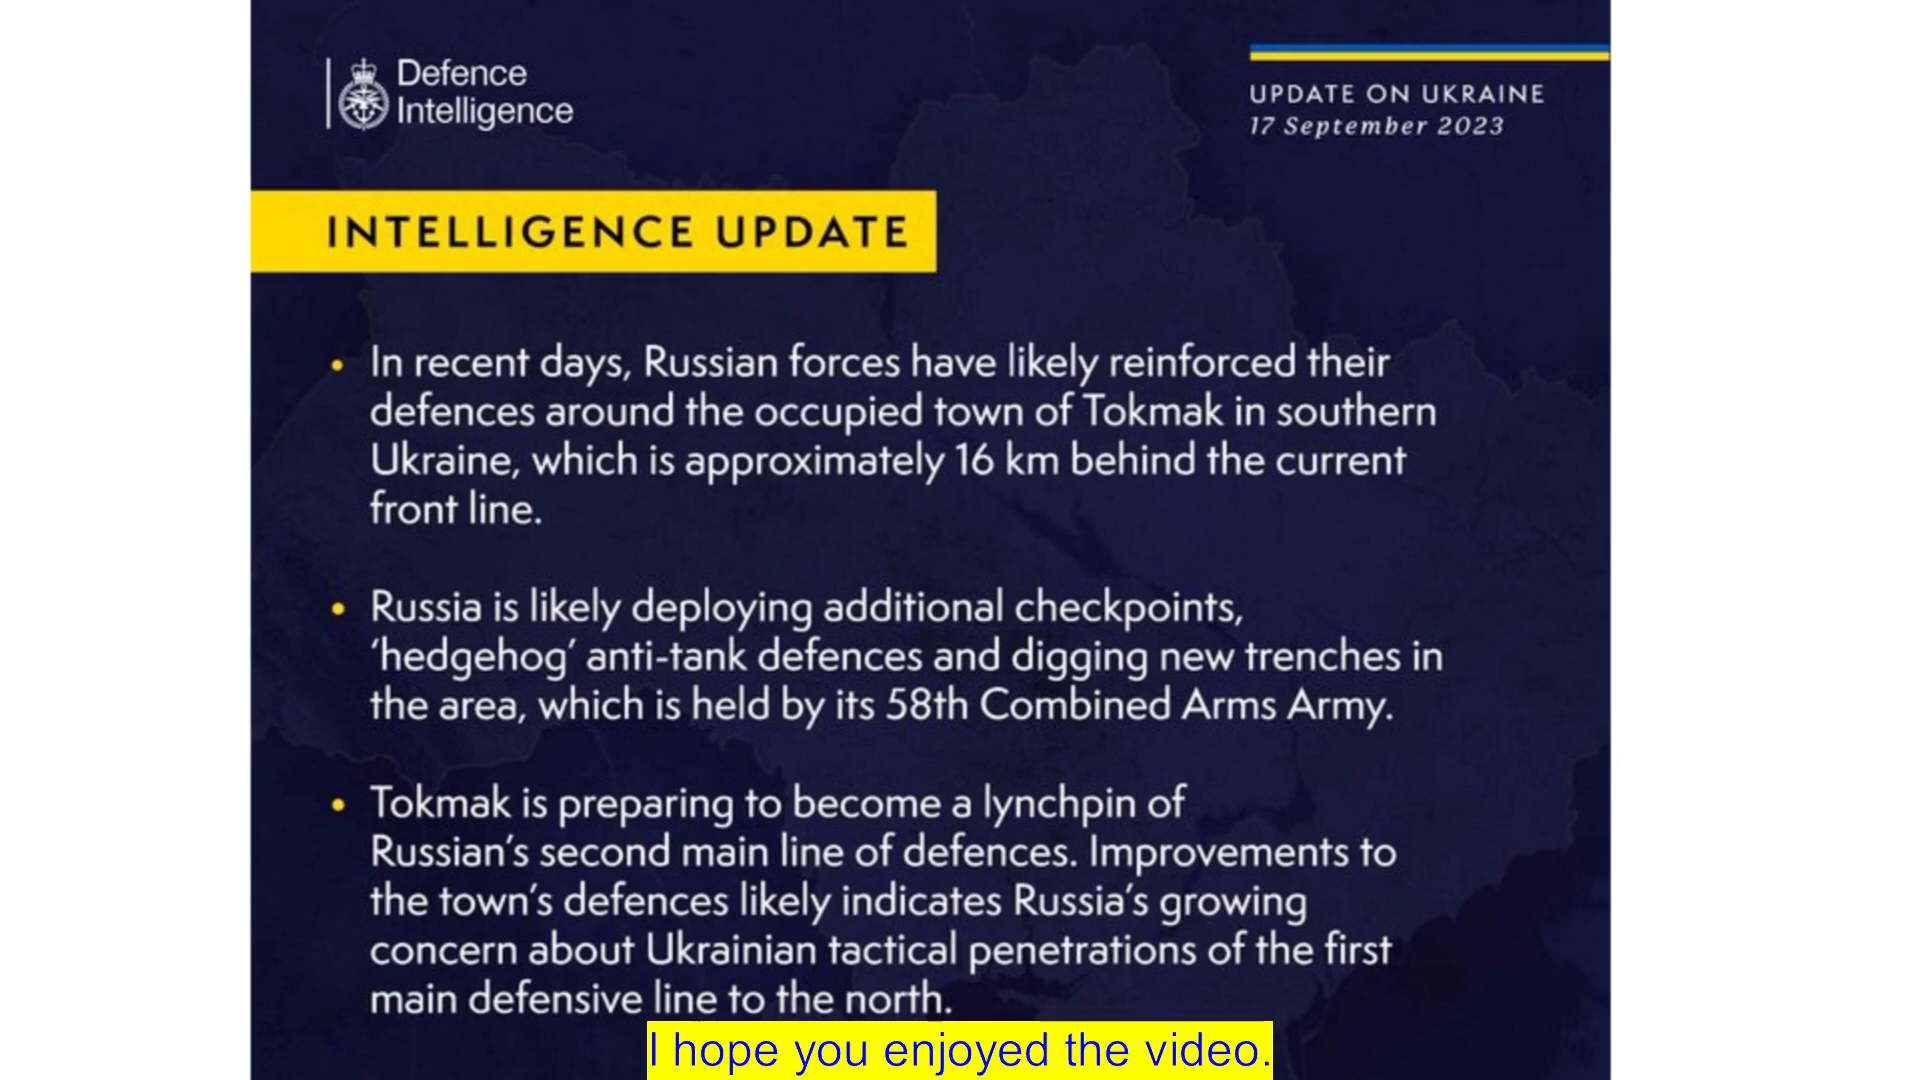 Defence
Intelligence
UPDATE ON UKRAINE
17 September 2023
INTELLIGENCE UPDATE
• In recent days, Russian forces have likely reinforced their
defences around the occupied town of Tokmak in southern
Ukraine, which is approximately 16 km behind the current
front line.
• Russia is likely deploying additional checkpoints,
‘hedgehog’ anti-tank defences and digging new trenches in
the area, which is held by its 58th Combined Arms Army.
• Tokmak is preparing to become a lynchpin of
Russian’s second main line of defences. Improvements to
the town’s defences likely indicates Russia’s growing
concern about Ukrainian tactical penetrations of the first
main defensive line to the north.
I hope you enjoyed the video.